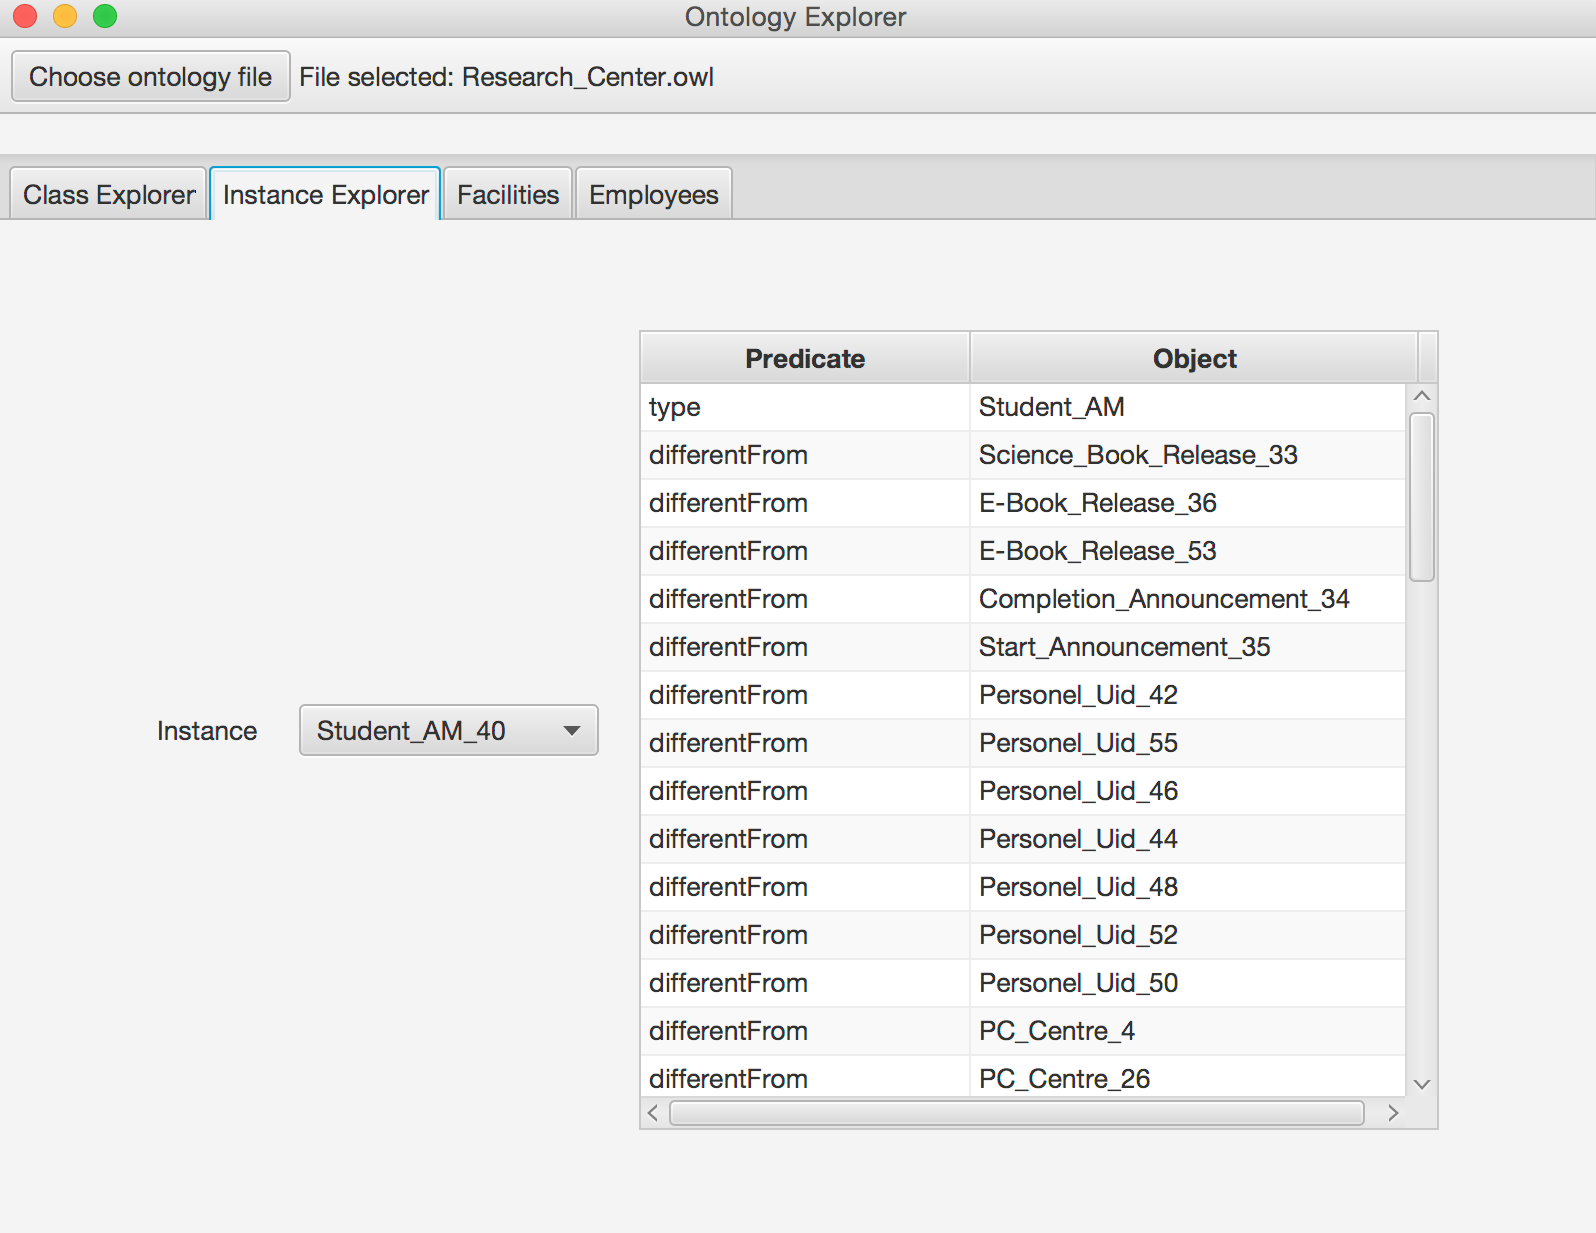 Ontology Explorer
Choose ontology file File selected: Research_Center.owl
Class Explorer Instance Explorer Facilities Employees
Predicate Object
type Student_AM
differentFrom Science_Book_Release_33
differentFrom E-Book_Release_36
differentFrom E-Book_Release_53
differentFrom Completion_Announcement_34
differentFrom Start_Announcement_35
differentFrom Personel_Uid_42
Instance Student_AM_40
differentFrom Personel_Uid_55
differentFrom Personel_Uid_46
differentFrom Personel_Uid_44
differentFrom Personel_Uid_48
differentFrom Personel_Uid_52
differentFrom Personel_Uid_50
differentFrom PC_Centre_4
differentFrom PC_Centre_26